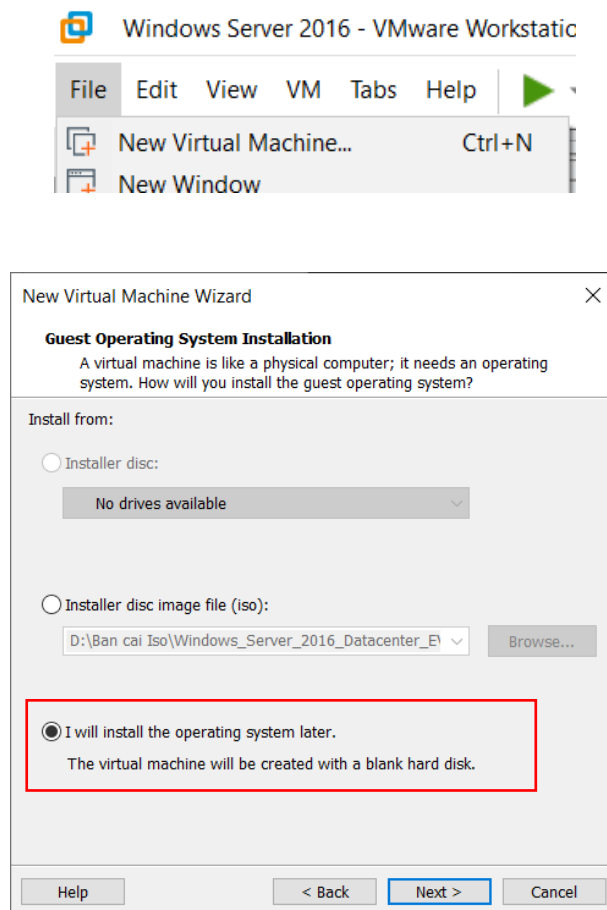 Windows Server 2016 - VMware Workstatio
File Edit View VM Tabs Help
New Virtual Machine... Ctrl+N
New Window
New Virtual Machine Wizard
Guest Operating System Installation
A virtual machine is like a physical computer; it needs an operating
system. How will you install the guest operating system?
Install from:
Installer disc:
No drives available
Installer disc image file (iso):
D:\Ban cai Iso\Windows_Server_2016_Datacenter_E
Browse...
I will install the operating system later.
The virtual machine will be created with a blank hard disk.
Help < Back Next > Cancel